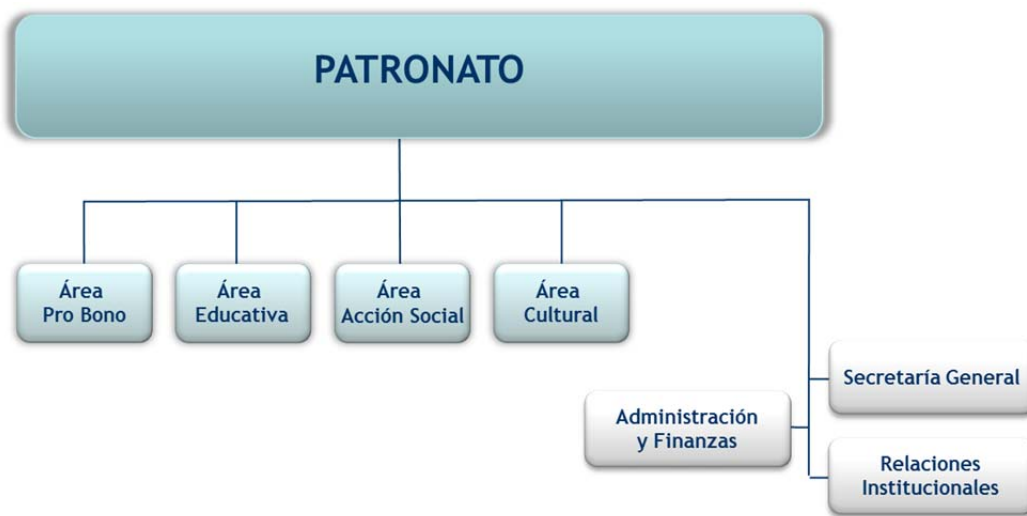 PATRONATO
Área
Pro Bono
Área
Educativa
Área
Acción Social
Área
Cultural
Secretaría General
Administración
y Finanzas
Relaciones
Institucionales